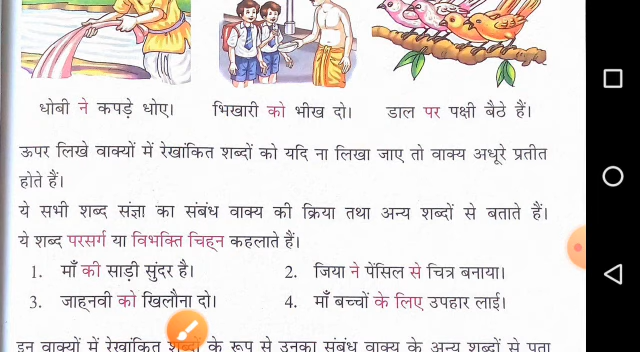 धोबी ने कपड़े धोए। भिखारी को भीख दो। डाल पर पक्षी बैठे हैं।
ऊपर लिखे वाक्यों में रेखांकित शब्दों को यदि ना लिखा जाए तो वाक्य अधूरे प्रतीत
होते हैं।
ये सभी शब्द संज्ञा का संबंध वाक्य की क्रिया तथा अन्य शब्दों से बताते हैं।
ये शब्द परसर्ग या विभक्ति चिह्न कहलाते हैं।
1. माँ की साड़ी सुंदर है। 2. जिया ने पेंसिल से चित्र बनाया।
3. जाह्नवी को खिलौना दो। 4. माँ बच्चों के लिए उपहार लाई।
इन वाक्यों में रेखांकित शब्दों के रूप से उनका संबंध वाक्य के अन्य शब्दों से पता